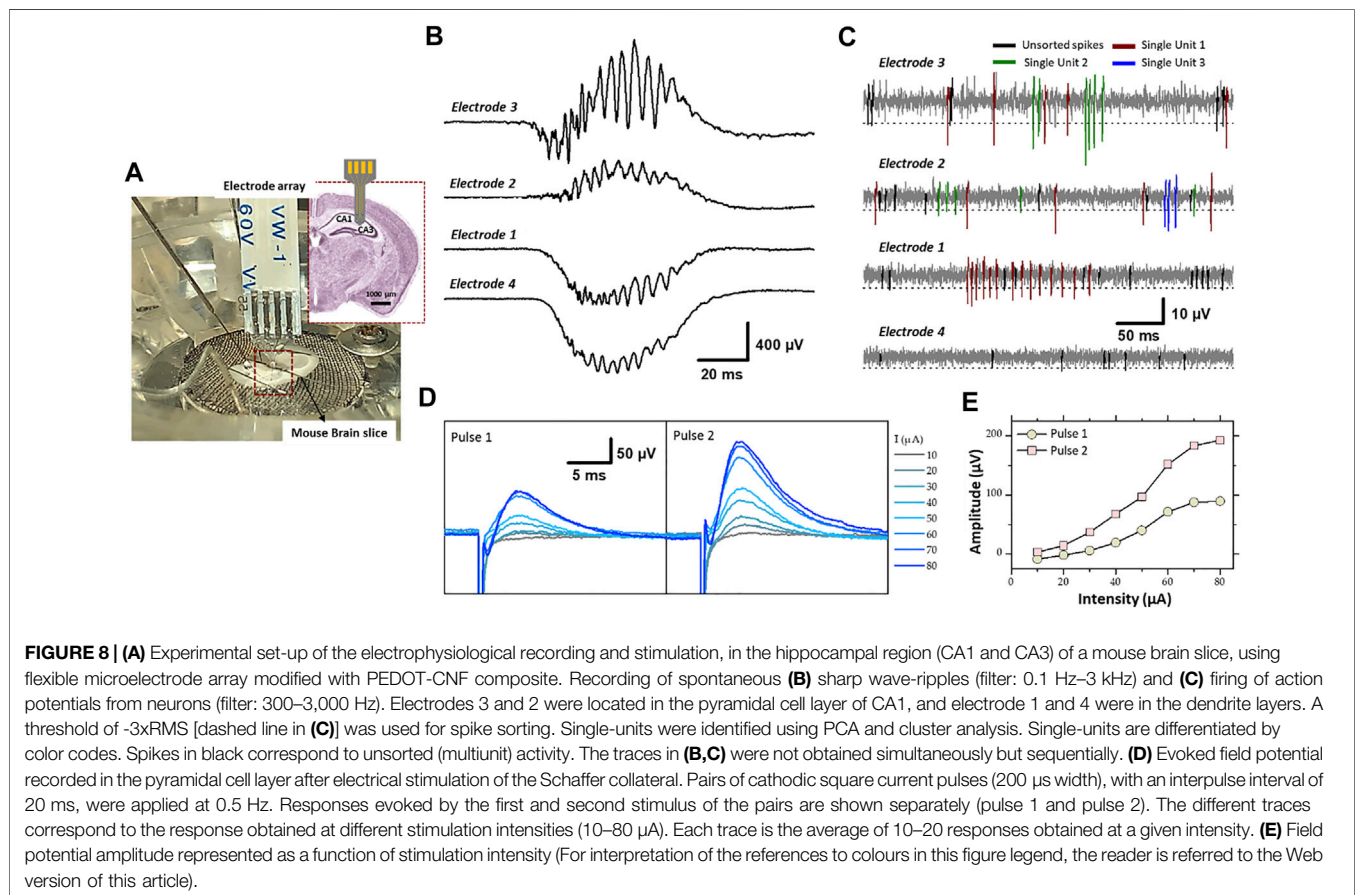 A
Electrode array
CA1
CA3
1000 µm
60V
VW-1
Mouse Brain slice
B
Electrode 3
Electrode 2
Electrode 1
Electrode 4
400 µV
20 ms
C
Unsorted spikes
Single Unit 1
Single Unit 2
Single Unit 3
Electrode 3
Electrode 2
Electrode 1
10 µV
50 ms
Electrode 4
D
Pulse 1
50 µV
5 ms
Pulse 2
I (µA)
10
20
30
40
50
60
70
80
E
Pulse 1
Pulse 2
Amplitude (µV)
200
100
0
0
20
40
60
80
Intensity (µA)
FIGURE 8 | (A) Experimental set-up of the electrophysiological recording and stimulation, in the hippocampal region (CA1 and CA3) of a mouse brain slice, using
flexible microelectrode array modified with PEDOT-CNF composite. Recording of spontaneous (B) sharp wave-ripples (filter: 0.1 Hz–3 kHz) and (C) firing of action
potentials from neurons (filter: 300–3,000 Hz). Electrodes 3 and 2 were located in the pyramidal cell layer of CA1, and electrode 1 and 4 were in the dendrite layers. A
threshold of -3xRMS [dashed line in (C)] was used for spike sorting. Single-units were identified using PCA and cluster analysis. Single-units are differentiated by
color codes. Spikes in black correspond to unsorted (multiunit) activity. The traces in (B,C) were not obtained simultaneously but sequentially. (D) Evoked field potential
recorded in the pyramidal cell layer after electrical stimulation of the Schaffer collateral. Pairs of cathodic square current pulses (200 µs width), with an interpulse interval of
20 ms, were applied at 0.5 Hz. Responses evoked by the first and second stimulus of the pairs are shown separately (pulse 1 and pulse 2). The different traces
correspond to the response obtained at different stimulation intensities (10–80 µA). Each trace is the average of 10–20 responses obtained at a given intensity. (E) Field
potential amplitude represented as a function of stimulation intensity (For interpretation of the references to colours in this figure legend, the reader is referred to the Web
version of this article).